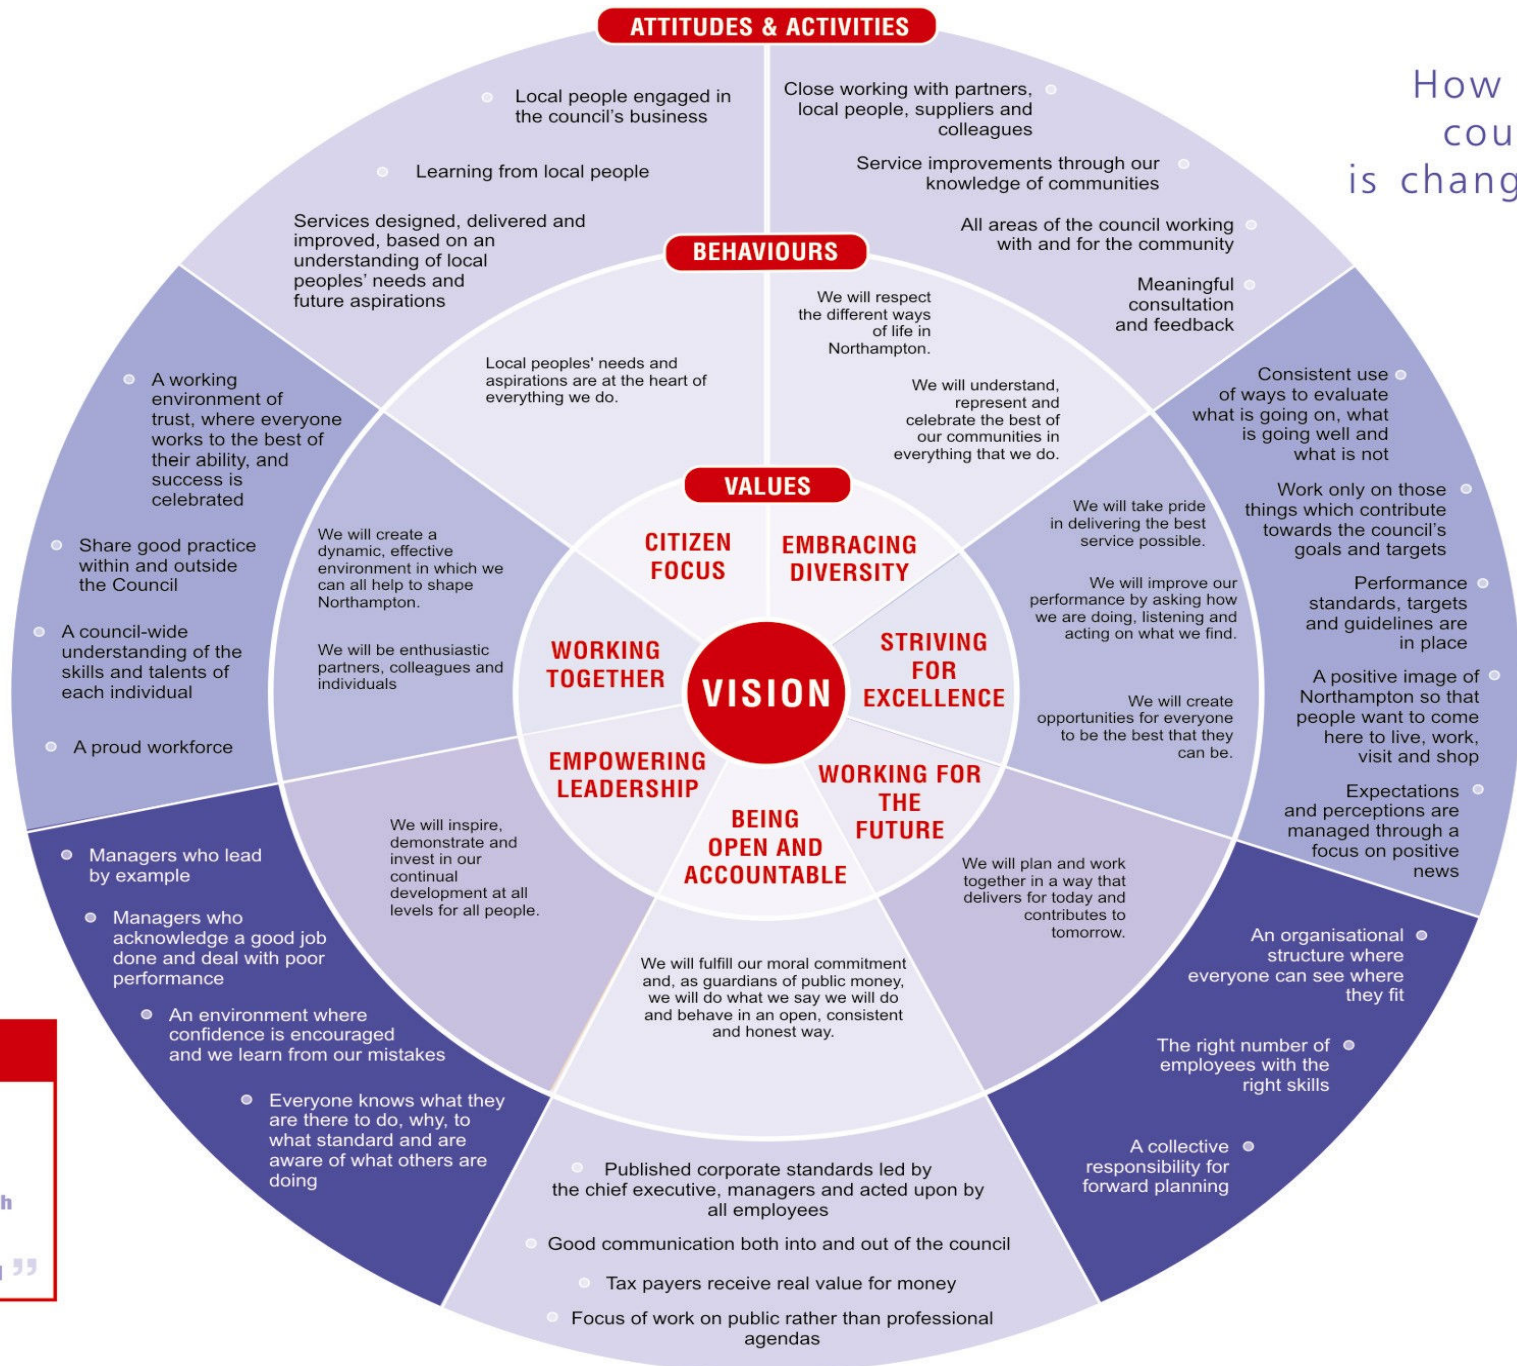 ATTITUDES & ACTIVITIES
How
is
Local people engaged in
the council's business
Learning from local people
Services designed, delivered and
improved, based on an
understanding of local
peoples' needs and
future aspirations
Close working with partners,
local people, suppliers and
colleagues
Service improvements through our
knowledge of communities
All areas of the council working
with and for the community
Meaningful
consultation
and feedback
BEHAVIOURS
Local peoples' needs and
aspirations are at the heart of
everything we do.
We will respect
the different ways
of life in
Northampton.
We will understand,
represent and
celebrate the best of
our communities in
everything that we do.
A working
environment of
trust, where everyone
works to the best of
their ability, and
success is
celebrated
Share good practice
within and outside
the Council
A council-wide
understanding of the
skills and talents of
each individual
A proud workforce
We will create a
dynamic, effective
environment in which we
can all help to shape
Northampton.
We will be enthusiastic
partners, colleagues and
individuals
VALUES
CITIZEN
FOCUS
EMBRACING
DIVERSITY
WORKING
TOGETHER
VISION
STRIVING
FOR
EXCELLENCE
EMPOWERING
LEADERSHIP
BEING
OPEN AND
ACCOUNTABLE
WORKING FOR
THE
FUTURE
We will take pride
in delivering the best
service possible.
We will improve our
performance by asking how
we are doing, listening and
acting on what we find.
We will create
opportunities for everyone
to be the best that they
can be.
Consistent use
of ways to evaluate
what is going on, what
is going well and
what is not
Work only on those
things which contribute
towards the council's
goals and targets
Performance
standards, targets
and guidelines are
in place
A positive image of
Northampton so that
people want to come
here to live, work,
visit and shop
Expectations
and perceptions are
managed through a
focus on positive
news
We will inspire,
demonstrate and
invest in our
continual
development at all
levels for all people.
We will fulfill our moral commitment
and, as guardians of public money,
we will do what we say we will do
and behave in an open, consistent
and honest way.
We will plan and work
together in a way that
delivers for today and
contributes to
tomorrow.
Managers who lead
by example
Managers who
acknowledge a good job
done and deal with poor
performance
An environment where
confidence is encouraged
and we learn from our mistakes
Everyone knows what they
are there to do, why, to
what standard and are
aware of what others are
doing
Published corporate standards led by
the chief executive, managers and acted upon by
all employees
Good communication both into and out of the council
Tax payers receive real value for money
Focus of work on public rather than professional
agendas
An organisational
structure where
everyone can see where
they fit
The right number of
employees with the
right skills
A collective
responsibility for
forward planning